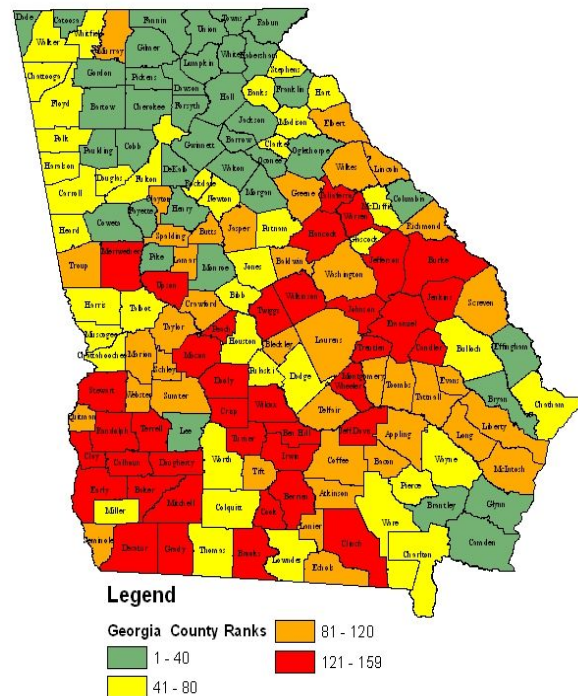 Dade
Catoosa
Whitfield
Walker
Murray
Fannin
Union
Towns
Rabun
Gilmer
White
Habersham
Lumpkin
Chattooga
Gordon
Pickens
Dawson
Stephens
Banks
Franklin
Hart
Floyd
Bartow
Cherokee
Forsyth
Hall
Jackson
Madison
Elbert
Polk
Paulding
Cobb
Gwinnett
Barrow
Clarke
Oconee
Oglethorpe
Haralson
Douglas
Fulton
DeKalb
Walton
Wilkes
Lincoln
Carroll
Rockdale
Newton
Morgan
Greene
Taliaferro
McDuffie
Columbia
Clayton
Fayette
Henry
Warren
Richmond
Heard
Coweta
Spalding
Butts
Jasper
Putnam
Hancock
Glascock
Troup
Meriwether
Pike
Lamar
Monroe
Jones
Baldwin
Washington
Jefferson
Burke
Upson
Bibb
Wilkinson
Jenkins
Screven
Harris
Talbot
Crawford
Twiggs
Johnson
Emanuel
Muscogee
Taylor
Peach
Houston
Bleckley
Laurens
Candler
Bulloch
Effingham
Chattahoochee
Marion
Schley
Macon
Pulaski
Dodge
Montgomery
Wheeler
Toombs
Tattnall
Evans
Bryan
Chatham
Stewart
Webster
Sumter
Dooly
Crisp
Wilcox
Telfair
Long
Liberty
Quitman
Randolph
Terrell
Lee
Turner
Ben Hill
Jeff Davis
Appling
McIntosh
Clay
Calhoun
Dougherty
Worth
Irwin
Tift
Coffee
Bacon
Wayne
Early
Baker
Mitchell
Berrien
Atkinson
Pierce
Brantley
Glynn
Miller
Colquitt
Cook
Lanier
Ware
Camden
Seminole
Decatur
Grady
Thomas
Brooks
Lowndes
Echols
Clinch
Charlton
Legend
Georgia County Ranks
1 - 40
41 - 80
81 - 120
121 - 159